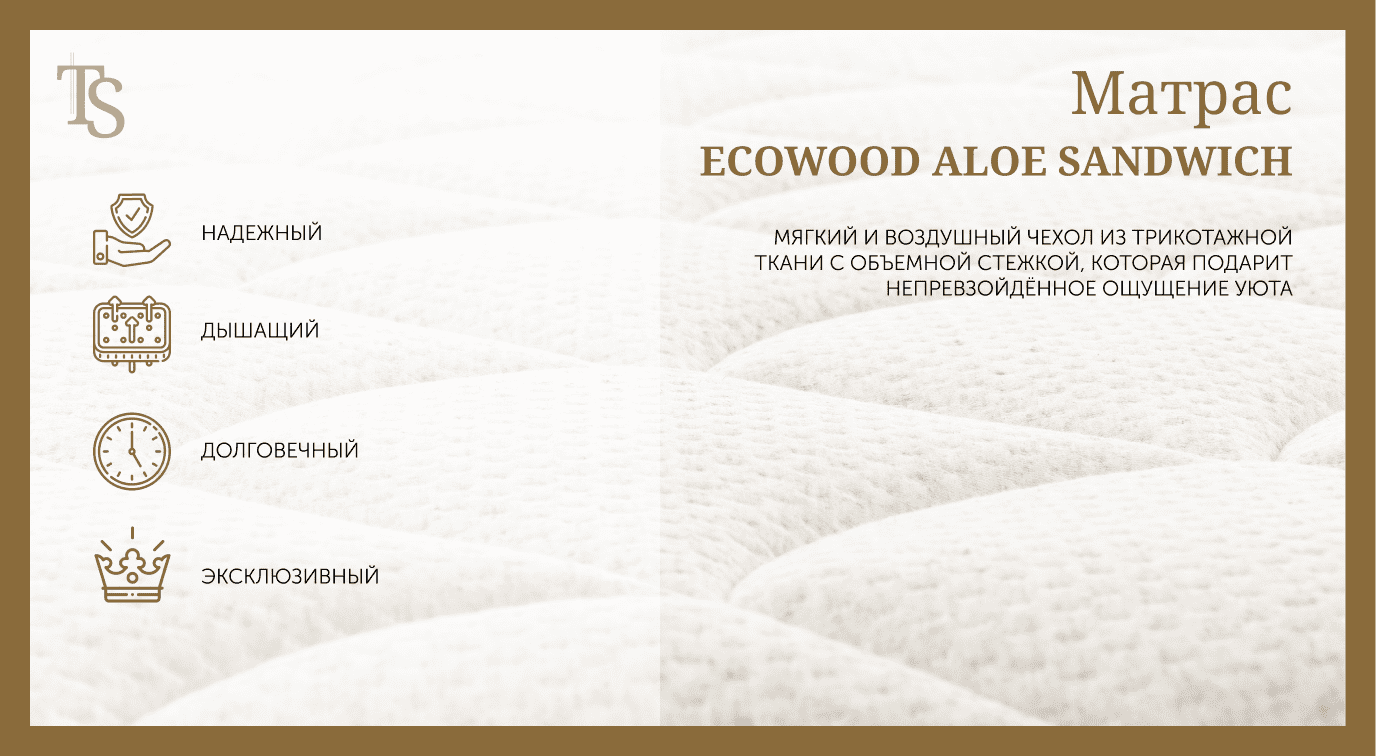 TS
Матрас
ECOWOOD ALOE SANDWICH
МЯГКИЙ И ВОЗДУШНЫЙ ЧЕХОЛ ИЗ ТРИКОТАЖНОЙ
ТКАНИ С ОБЪЕМНОЙ СТЕЖКОЙ, КОТОРАЯ ПОДАРИТ
НЕПРЕВЗОЙДЁННОЕ ОЩУЩЕНИЕ УЮТА
НАДЕЖНЫЙ
ДЫШАЩИЙ
ДОЛГОВЕЧНЫЙ
ЭКСКЛЮЗИВНЫЙ